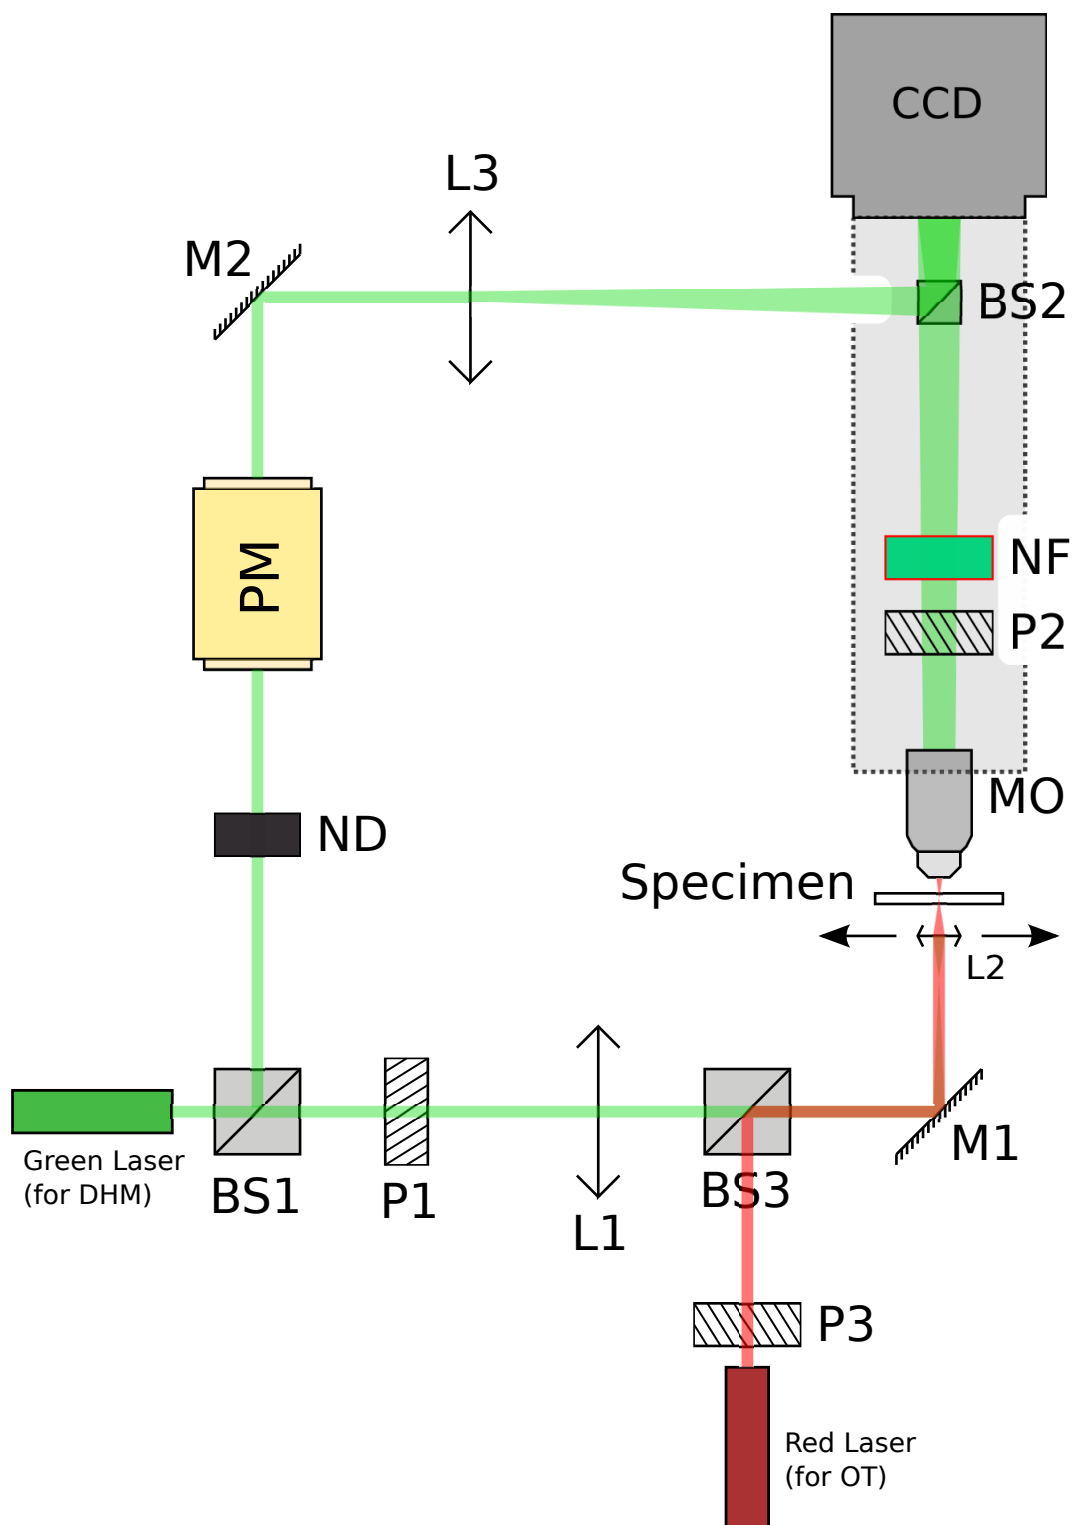 CCD
L3
M2
BS2
NF
PM
P2
MO
ND
Specimen
L2
M1
Green Laser
(for DHM)
BS1
P1
BS3
L1
P3
Red Laser
(for OT)